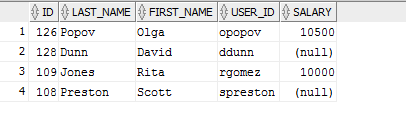 ID LAST_NAME FIRST_NAME USER_ID SALARY
1 126 Popov Olga opopov 10500
2 128 Dunn David ddunn (null)
3 109 Jones Rita rgomez 10000
4 108 Preston Scott spreston (null)